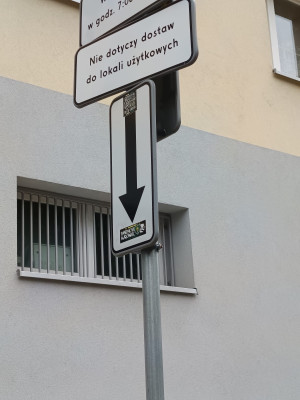 w godz. 7:00
Nie dotyczy dostaw
do lokali użytkowych